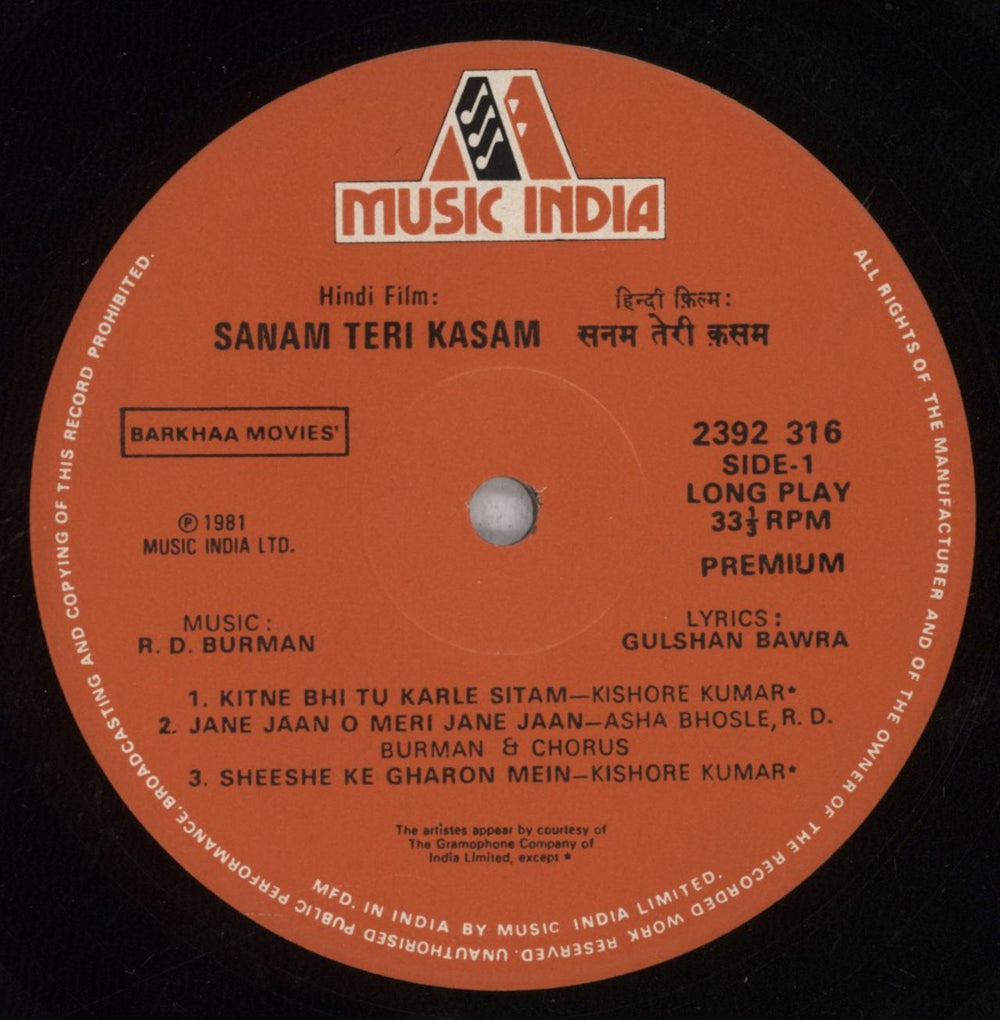 MUSIC INDIA
Hindi Film:
SANAM TERI KASAM
हिन्दी फ़िल्म:
सनम तेरी क़सम
BARKHAA MOVIES'
2392 316
SIDE-1
LONG PLAY
33⅓ RPM
PREMIUM
℗ 1981
MUSIC INDIA LTD.
MUSIC:
R. D. BURMAN
LYRICS:
GULSHAN BAWRA
1. KITNE BHI TU KARLE SITAM—KISHORE KUMAR*
2. JANE JAAN O MERI JANE JAAN—ASHA BHOSLE, R. D.
BURMAN & CHORUS
3. SHEESHE KE GHARON MEIN—KISHORE KUMAR*
The artistes appear by courtesy of
The Gramophone Company of
India Limited, except *
MFD. IN INDIA BY MUSIC INDIA LIMITED.
ALL RIGHTS OF THE MANUFACTURER AND OF THE OWNER OF THE RECORDED WORK RESERVED. UNAUTHORISED PUBLIC PERFORMANCE, BROADCASTING AND COPYING OF THIS RECORD PROHIBITED.